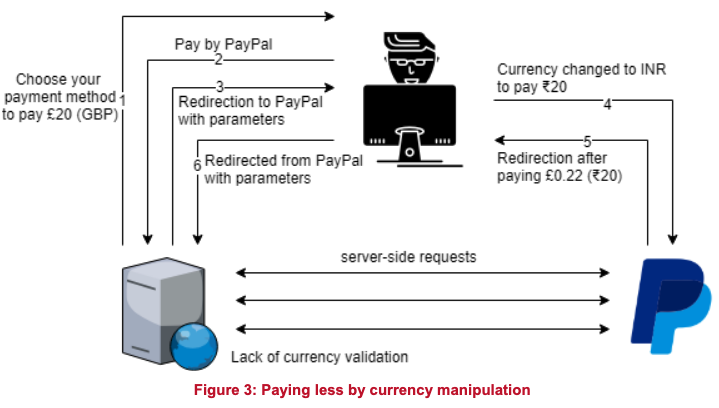 Choose your
payment method
to pay £20 (GBP)
1
Pay by PayPal
2
3
Redirection to PayPal
with parameters
Currency changed to INR
to pay ₹20
4
5
Redirection after
paying £0.22 (₹20)
6
Redirected from PayPal
with parameters
server-side requests
Lack of currency validation
Figure 3: Paying less by currency manipulation